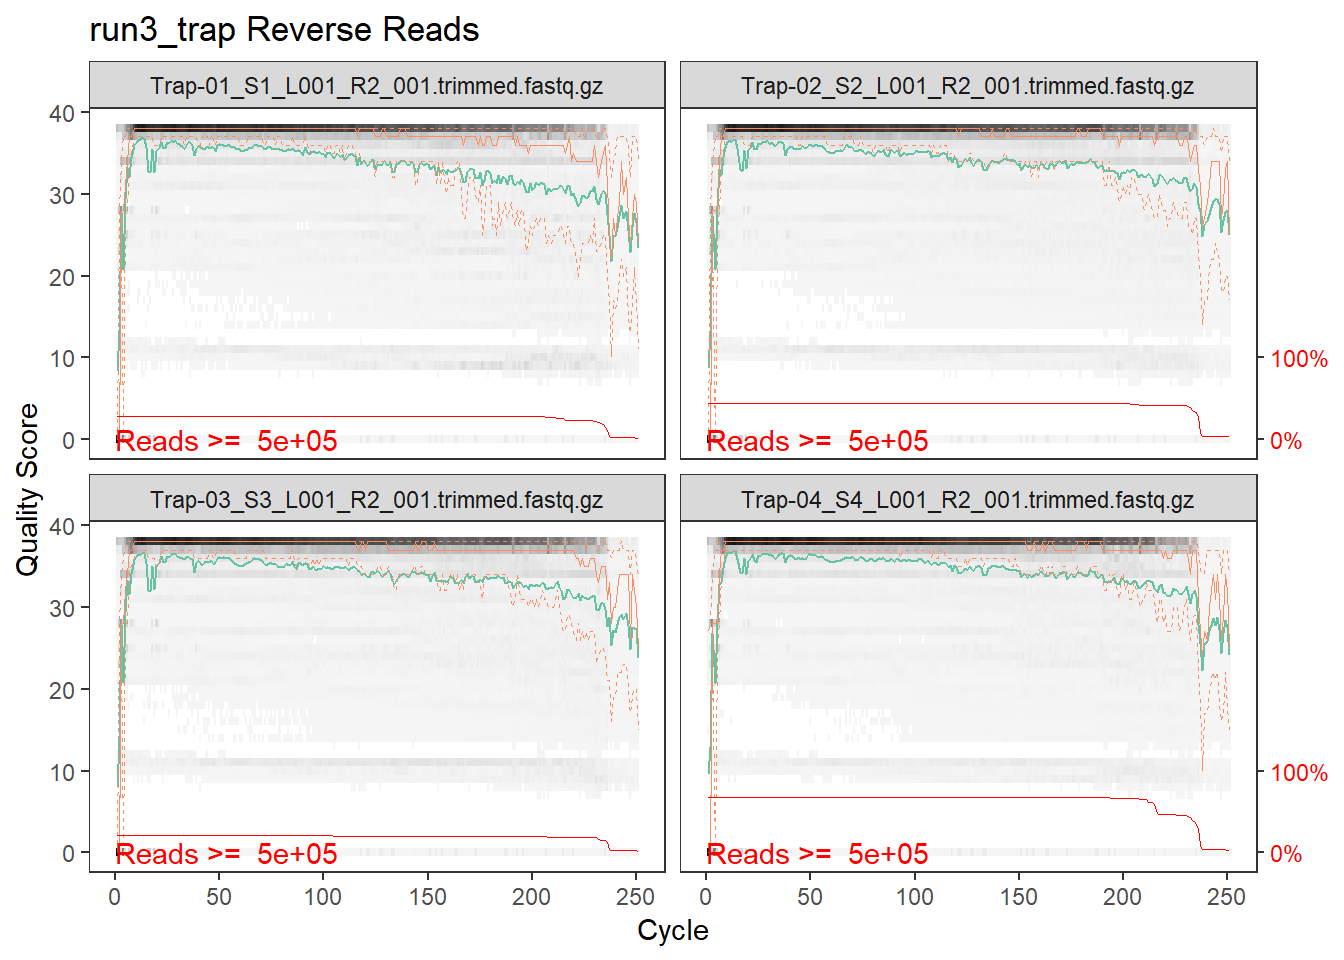 run3_trap Reverse Reads
Trap-01_S1_L001_R2_001.trimmed.fastq.gz
Trap-02_S2_L001_R2_001.trimmed.fastq.gz
40
30
20
10
0
Reads >=  5e+05
Reads >=  5e+05
100%
0%
Trap-03_S3_L001_R2_001.trimmed.fastq.gz
Trap-04_S4_L001_R2_001.trimmed.fastq.gz
40
30
20
10
0
Reads >=  5e+05
Reads >=  5e+05
100%
0%
0 50 100 150 200 250
0 50 100 150 200 250
Cycle
Quality Score